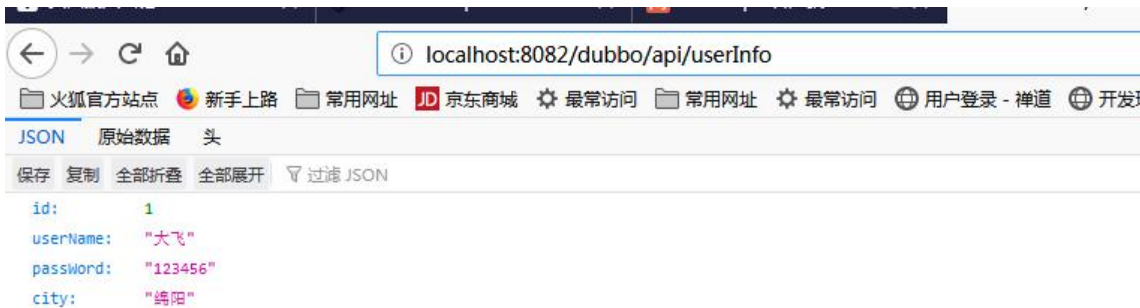 localhost:8082/dubbo/api/userInfo
火狐官方站点 新手上路 常用网址 JD 京东商城 最常访问 常用网址 最常访问 用户登录 - 禅道
JSON 原始数据 头
保存 复制 全部折叠 全部展开 过滤 JSON
id: 1
userName: "大飞"
passWord: "123456"
city: "绵阳"